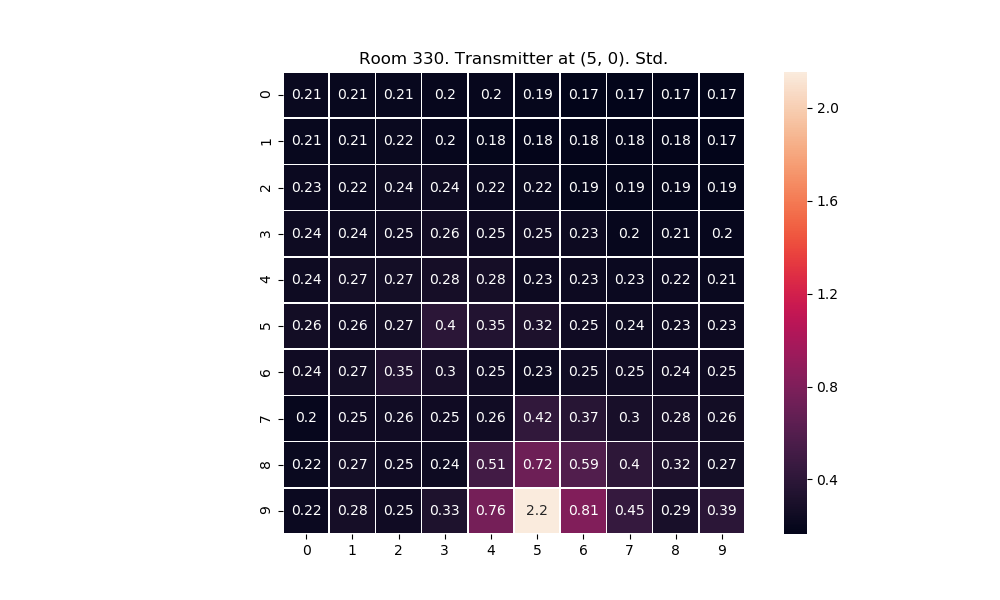 Room 330. Transmitter at (5, 0). Std.
0 0.21 0.21 0.21 0.2 0.2 0.19 0.17 0.17 0.17 0.17
1 0.21 0.21 0.22 0.2 0.18 0.18 0.18 0.18 0.18 0.17
2 0.23 0.22 0.24 0.24 0.22 0.22 0.19 0.19 0.19 0.19
3 0.24 0.24 0.25 0.26 0.25 0.25 0.23 0.2 0.21 0.2
4 0.24 0.27 0.27 0.28 0.28 0.23 0.23 0.23 0.22 0.21
5 0.26 0.26 0.27 0.4 0.35 0.32 0.25 0.24 0.23 0.23
6 0.24 0.27 0.35 0.3 0.25 0.23 0.25 0.25 0.24 0.25
7 0.2 0.25 0.26 0.25 0.26 0.42 0.37 0.3 0.28 0.26
8 0.22 0.27 0.25 0.24 0.51 0.72 0.59 0.4 0.32 0.27
9 0.22 0.28 0.25 0.33 0.76 2.2 0.81 0.45 0.29 0.39
0 1 2 3 4 5 6 7 8 9
2.0
1.6
1.2
0.8
0.4